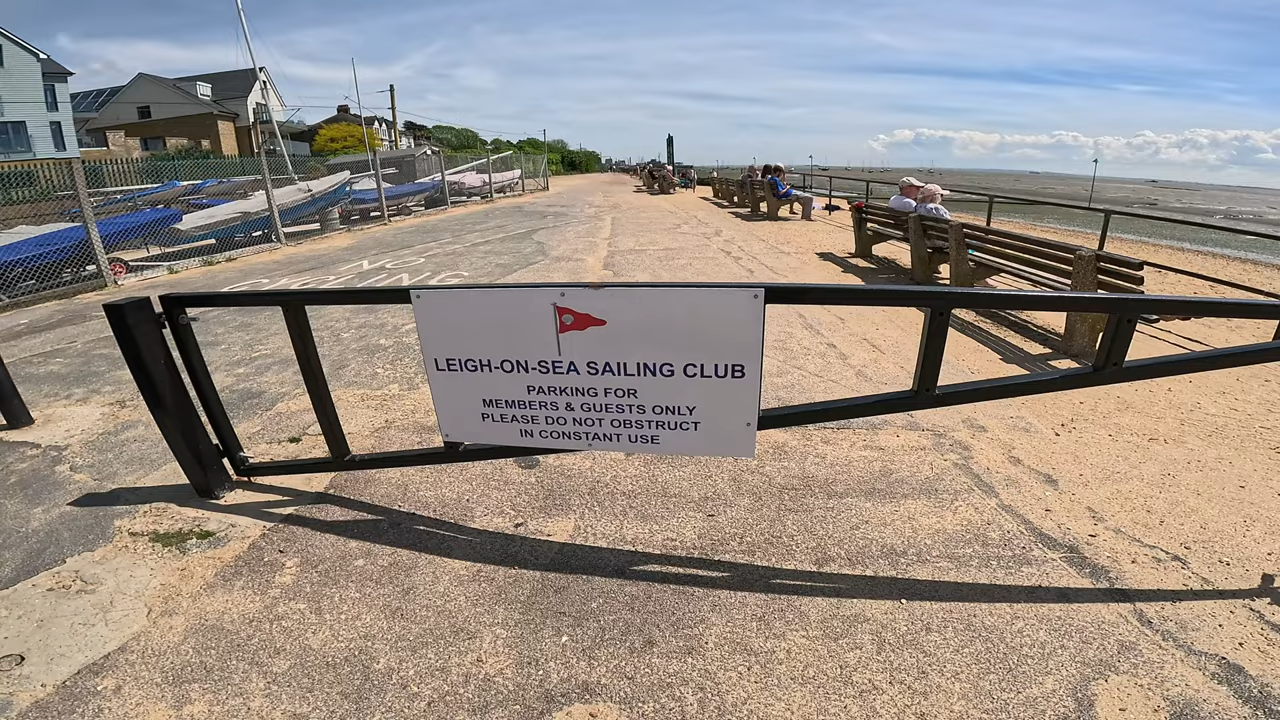 NO
CYCLING
LEIGH-ON-SEA SAILING CLUB
PARKING FOR
MEMBERS & GUESTS ONLY
PLEASE DO NOT OBSTRUCT
IN CONSTANT USE